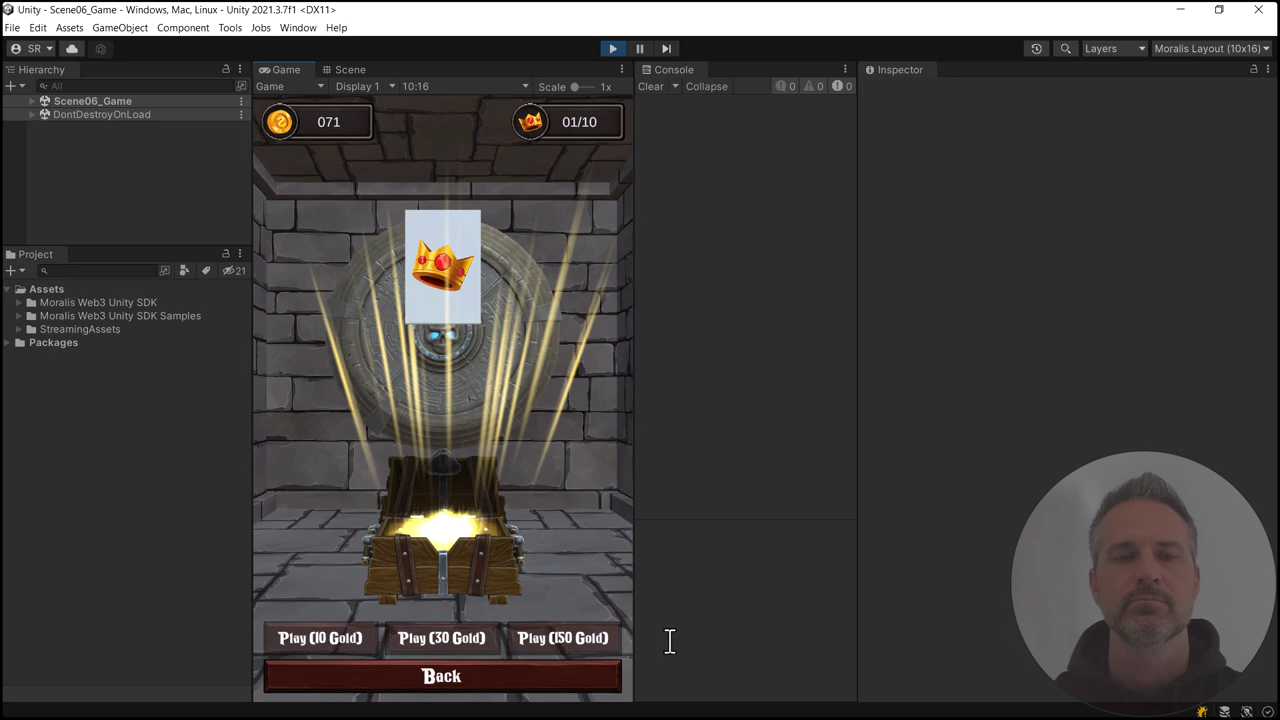 Unity - Scene06_Game - Windows, Mac, Linux - Unity 2021.3.7f1 <DX11>
File Edit Assets GameObject Component Tools Jobs Window Help
SR Layers Moralis Layout (10x16)
Hierarchy
All
Scene06_Game
DontDestroyOnLoad
Project
21
Assets
Moralis Web3 Unity SDK
Moralis Web3 Unity SDK Samples
StreamingAssets
Packages
Game Scene
Game Display 1 10:16 Scale 1x
071
01/10
Play (10 Gold) Play (30 Gold) Play (150 Gold)
Back
Console
Clear Collapse 0 0 0
Inspector